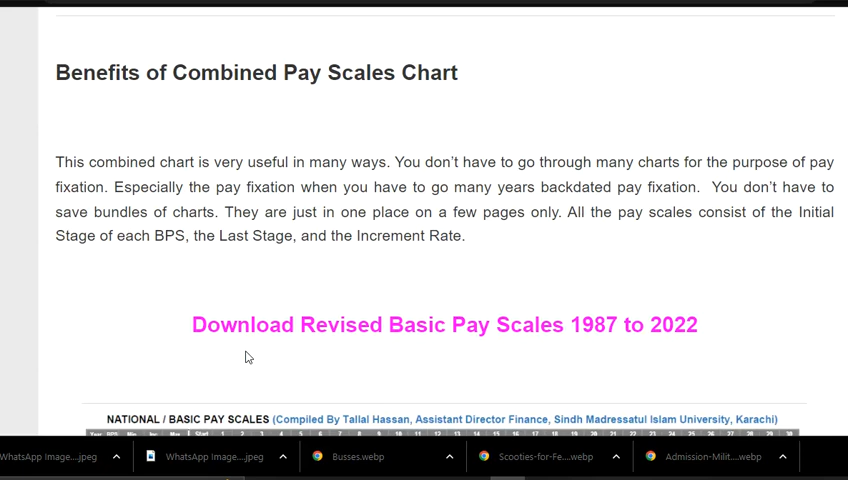 Benefits of Combined Pay Scales Chart
This combined chart is very useful in many ways. You don’t have to go through many charts for the purpose of pay
fixation. Especially the pay fixation when you have to go many years backdated pay fixation. You don’t have to
save bundles of charts. They are just in one place on a few pages only. All the pay scales consist of the Initial
Stage of each BPS, the Last Stage, and the Increment Rate.
Download Revised Basic Pay Scales 1987 to 2022
NATIONAL / BASIC PAY SCALES (Compiled By Tallal Hassan, Assistant Director Finance, Sindh Madressatul Islam University, Karachi)
WhatsApp Image....jpeg WhatsApp Image....jpeg Busses.webp Scooties-for-Fe....webp Admission-Milit....webp